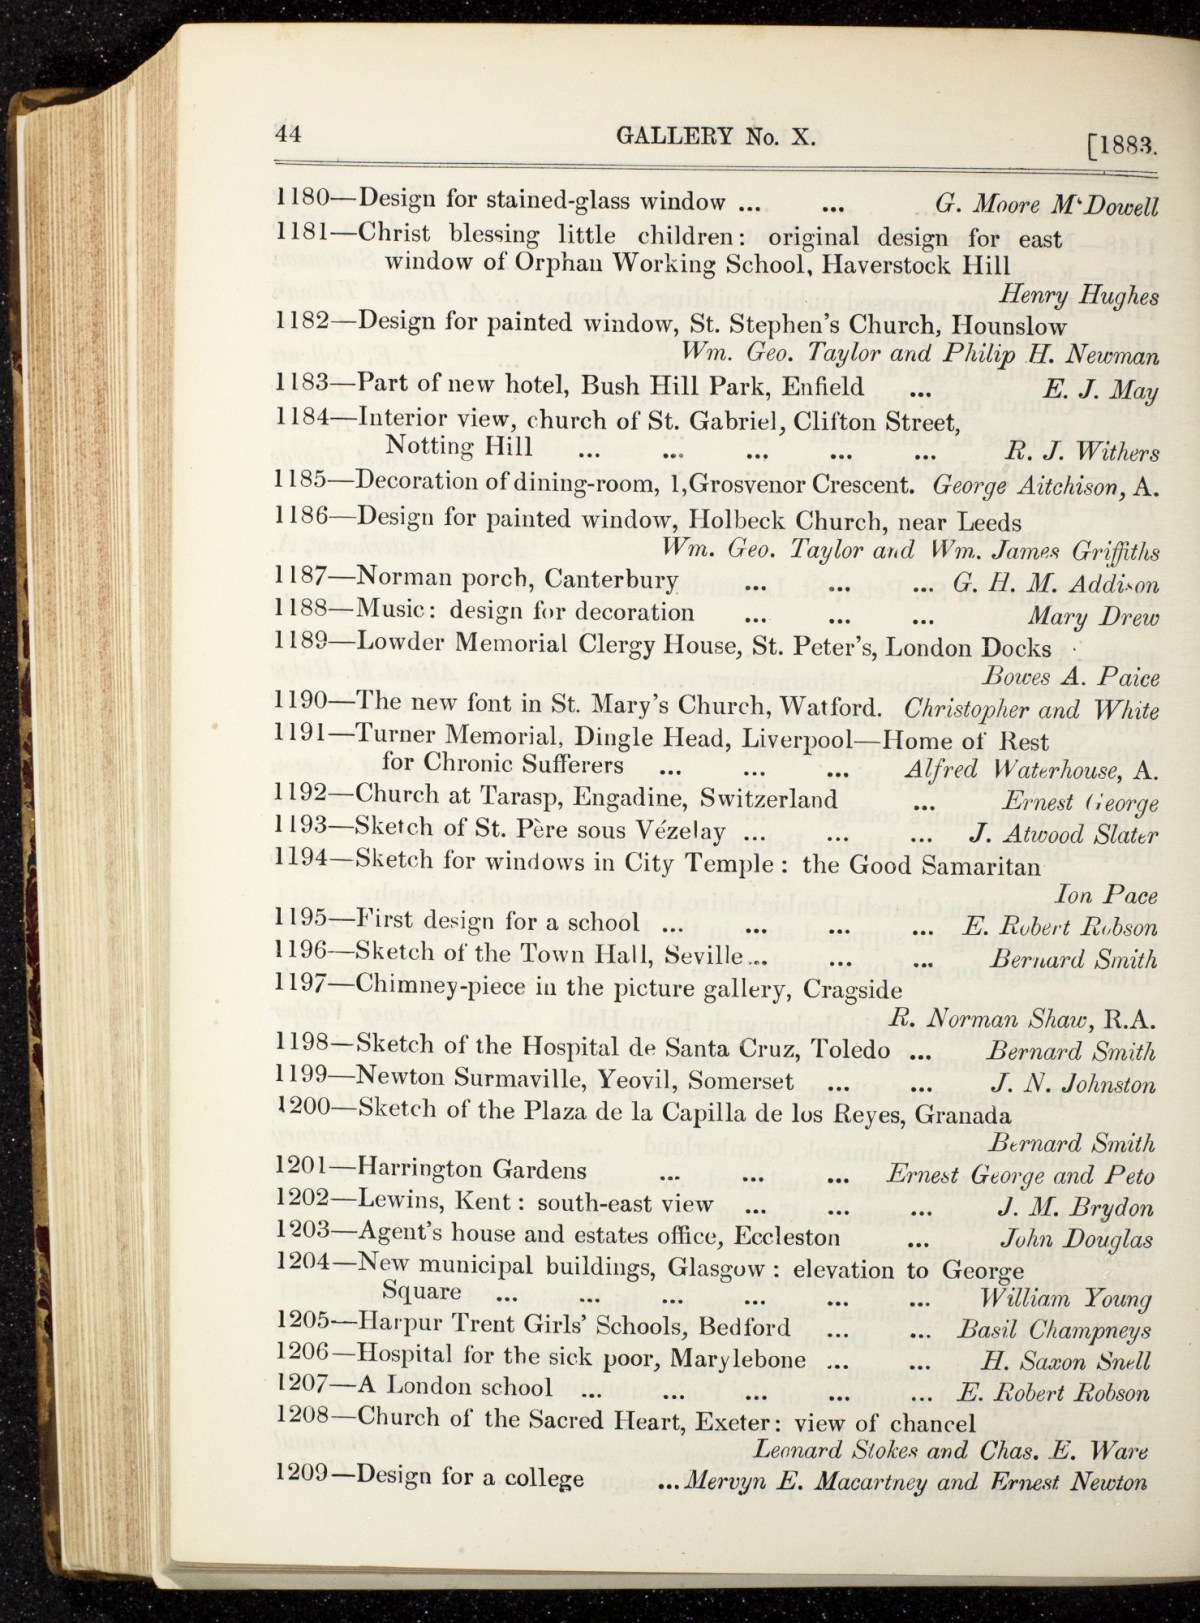 44 GALLERY No. X. [1883.
1180—Design for stained-glass window ... ... G. Moore M‘Dowell
1181—Christ blessing little children: original design for east
window of Orphan Working School, Haverstock Hill
Henry Hughes
1182—Design for painted window, St. Stephen's Church, Hounslow
Wm. Geo. Taylor and Philip H. Newman
1183—Part of new hotel, Bush Hill Park, Enfield ... E. J. May
1184—Interior view, church of St. Gabriel, Clifton Street,
Notting Hill ... ... ... ... ... R. J. Withers
1185—Decoration of dining-room, 1, Grosvenor Crescent. George Aitchison, A.
1186—Design for painted window, Holbeck Church, near Leeds
Wm. Geo. Taylor and Wm. James Griffiths
1187—Norman porch, Canterbury ... ... ... G. H. M. Addison
1188—Music: design for decoration ... ... ... Mary Drew
1189—Lowder Memorial Clergy House, St. Peter's, London Docks
Bowes A. Paice
1190—The new font in St. Mary's Church, Watford. Christopher and White
1191—Turner Memorial, Dingle Head, Liverpool—Home of Rest
for Chronic Sufferers ... ... ... Alfred Waterhouse, A.
1192—Church at Tarasp, Engadine, Switzerland ... Ernest George
1193—Sketch of St. Père sous Vézelay ... ... ... J. Atwood Slater
1194—Sketch for windows in City Temple: the Good Samaritan
Ion Pace
1195—First design for a school ... ... ... ... E. Robert Robson
1196—Sketch of the Town Hall, Seville... ... ... Bernard Smith
1197—Chimney-piece in the picture gallery, Cragside
R. Norman Shaw, R.A.
1198—Sketch of the Hospital de Santa Cruz, Toledo ... Bernard Smith
1199—Newton Surmaville, Yeovil, Somerset ... ... J. N. Johnston
1200—Sketch of the Plaza de la Capilla de los Reyes, Granada
Bernard Smith
1201—Harrington Gardens ... ... ... Ernest George and Peto
1202—Lewins, Kent: south-east view ... ... ... J. M. Brydon
1203—Agent's house and estates office, Eccleston ... John Douglas
1204—New municipal buildings, Glasgow: elevation to George
Square ... ... ... ... ... ... William Young
1205—Harpur Trent Girls' Schools, Bedford ... ... Basil Champneys
1206—Hospital for the sick poor, Marylebone ... ... H. Saxon Snell
1207—A London school ... ... ... ... ... E. Robert Robson
1208—Church of the Sacred Heart, Exeter: view of chancel
Leonard Stokes and Chas. E. Ware
1209—Design for a college ... Mervyn E. Macartney and Ernest Newton